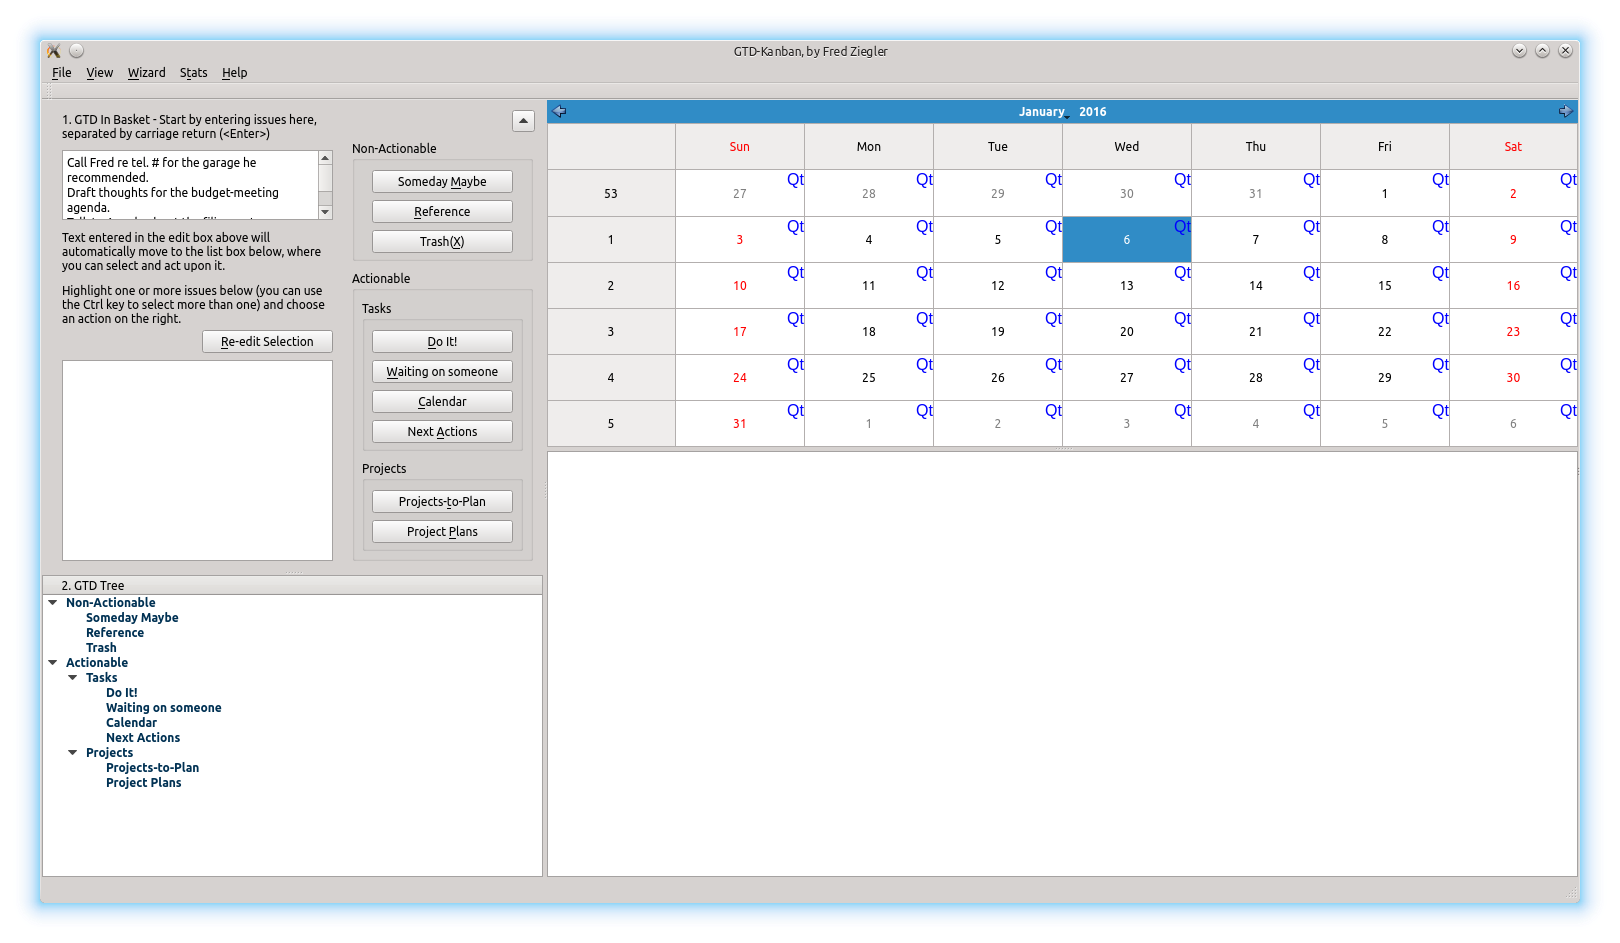 GTD-Kanban, by Fred Ziegler
File View Wizard Stats Help
1. GTD In Basket - Start by entering issues here,
separated by carriage return (<Enter>)
Call Fred re tel. # for the garage he
recommended.
Draft thoughts for the budget-meeting
agenda.
Text entered in the edit box above will
automatically move to the list box below, where
you can select and act upon it.
Highlight one or more issues below (you can use
the Ctrl key to select more than one) and choose
an action on the right.
Re-edit Selection
Non-Actionable
Someday Maybe
Reference
Trash(X)
Actionable
Tasks
Do It!
Waiting on someone
Calendar
Next Actions
Projects
Projects-to-Plan
Project Plans
2. GTD Tree
Non-Actionable
Someday Maybe
Reference
Trash
Actionable
Tasks
Do It!
Waiting on someone
Calendar
Next Actions
Projects
Projects-to-Plan
Project Plans
January 2016
Sun Mon Tue Wed Thu Fri Sat
53 27 Qt 28 Qt 29 Qt 30 Qt 31 Qt 1 Qt 2 Qt
1 3 Qt 4 Qt 5 Qt 6 Qt 7 Qt 8 Qt 9 Qt
2 10 Qt 11 Qt 12 Qt 13 Qt 14 Qt 15 Qt 16 Qt
3 17 Qt 18 Qt 19 Qt 20 Qt 21 Qt 22 Qt 23 Qt
4 24 Qt 25 Qt 26 Qt 27 Qt 28 Qt 29 Qt 30 Qt
5 31 Qt 1 Qt 2 Qt 3 Qt 4 Qt 5 Qt 6 Qt